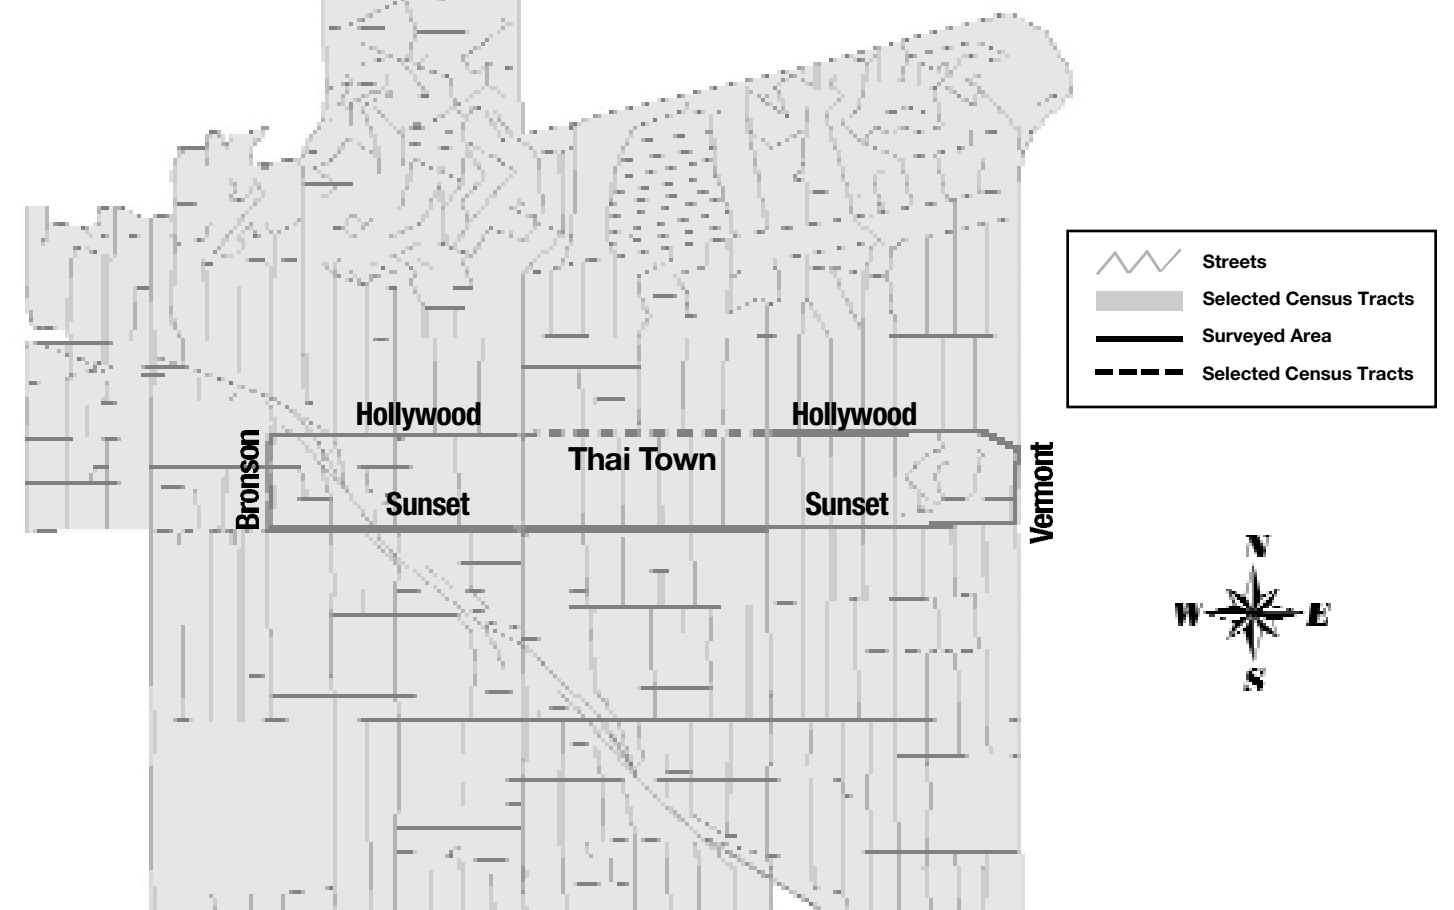 Streets
Selected Census Tracts
Surveyed Area
Selected Census Tracts
Hollywood
Hollywood
Bronson
Thai Town
Vermont
Sunset
Sunset
N
W
E
S